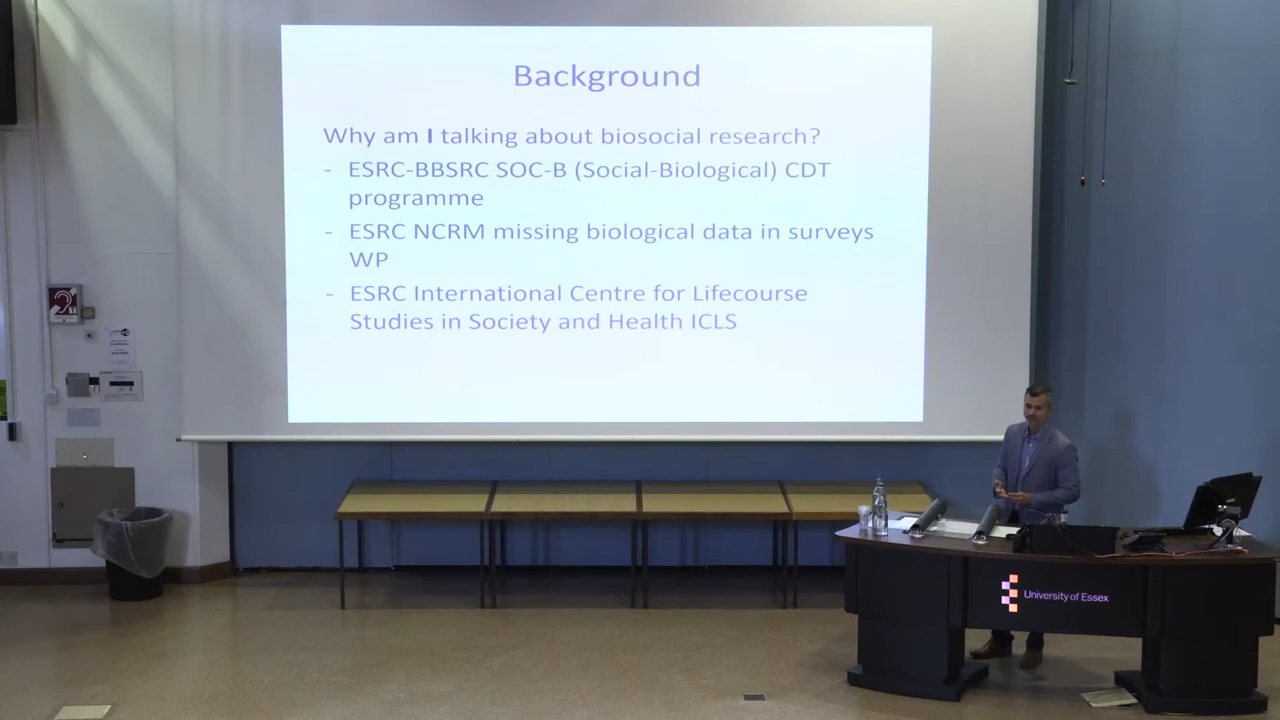 Background
Why am I talking about biosocial research?
- ESRC-BBSRC SOC-B (Social-Biological) CDT
programme
- ESRC NCRM missing biological data in surveys
WP
- ESRC International Centre for Lifecourse
Studies in Society and Health ICLS
University of Essex